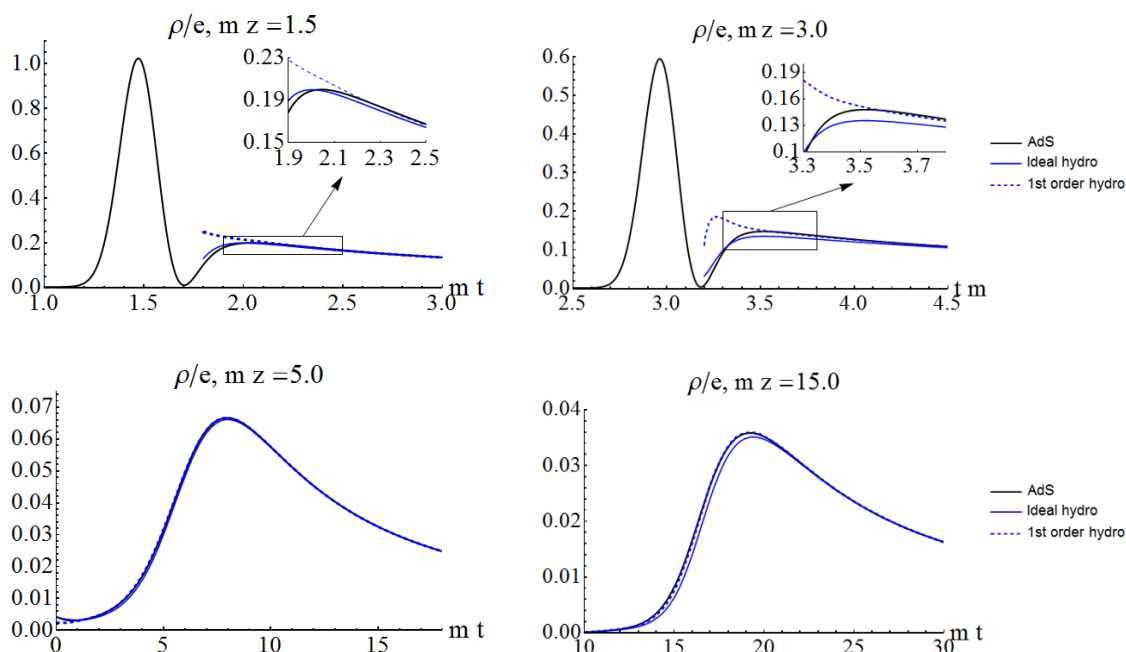 ρ/e, m z =1.5
1.0
0.8
0.6
0.4
0.2
0.0
1.0 1.5 2.0 2.5 3.0 m t
0.23
0.19
0.15
1.9 2.1 2.3 2.5
ρ/e, m z =3.0
0.6
0.5
0.4
0.3
0.2
0.1
0.0
2.5 3.0 3.5 4.0 4.5 t m
0.19
0.16
0.13
0.1
3.3 3.5 3.7
AdS
Ideal hydro
1st order hydro
ρ/e, m z =5.0
0.07
0.06
0.05
0.04
0.03
0.02
0.01
0.00
0 5 10 15 m t
ρ/e, m z =15.0
0.04
0.03
0.02
0.01
0.00
10 15 20 25 30 m t
AdS
Ideal hydro
1st order hydro